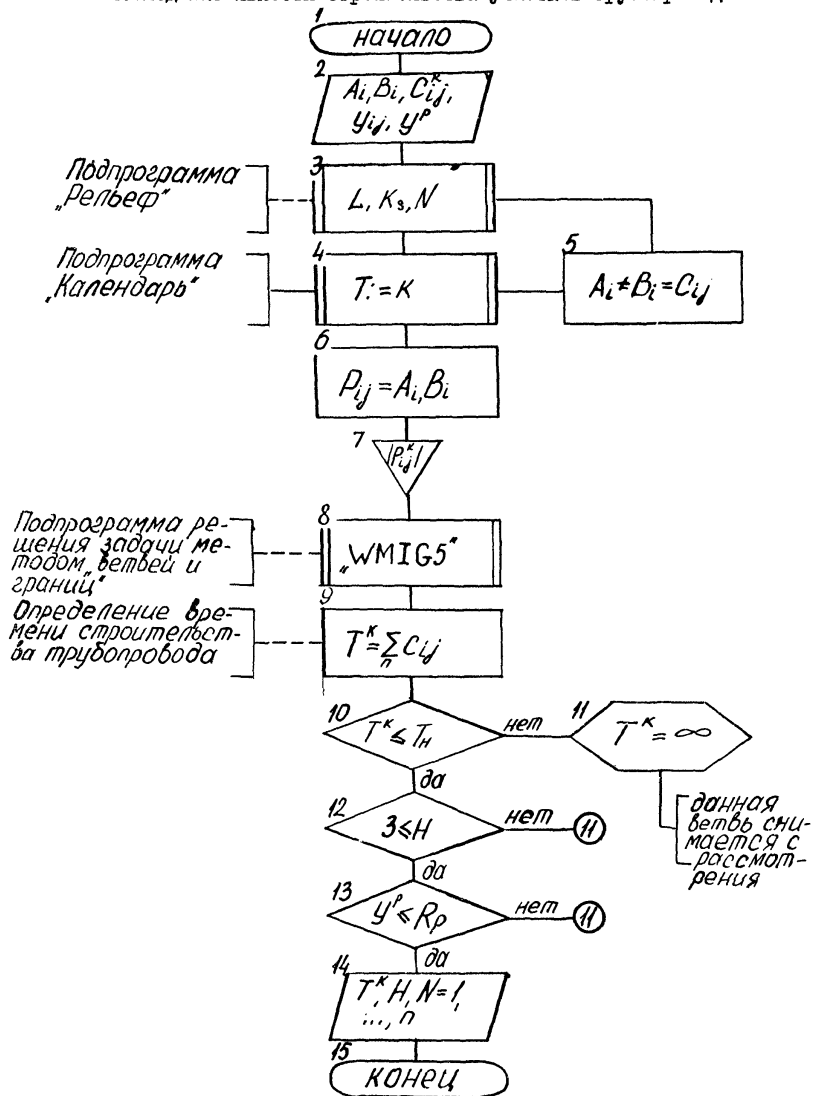 1
начало
2
Ai, Bi, Cᵏij,
Yij, Yᵖ
Подпрограмма
„Рельеф"
3
L, K₃, N
Подпрограмма
„Календарь"
4
T:=K
5
Ai≠Bi=Cij
6
Pij=Ai,Bi
7
|Pᵏij|
Подпрограмма ре-
шения задачи ме-
тодом „ветвей и
границ"
8
„WMIG5"
Определение вре-
мени строительст-
ва трубопровода
9
Tᴷ=∑Cij
n
10
Tᴷ≤Tн
нет
11
Tᴷ=∞
да
данная
ветвь сни-
мается с
рассмот-
рения
12
З≤H
нет
11
да
13
Yᵖ≤Rp
нет
11
да
14
Tᴷ, H, N=1,
..., n
15
конец